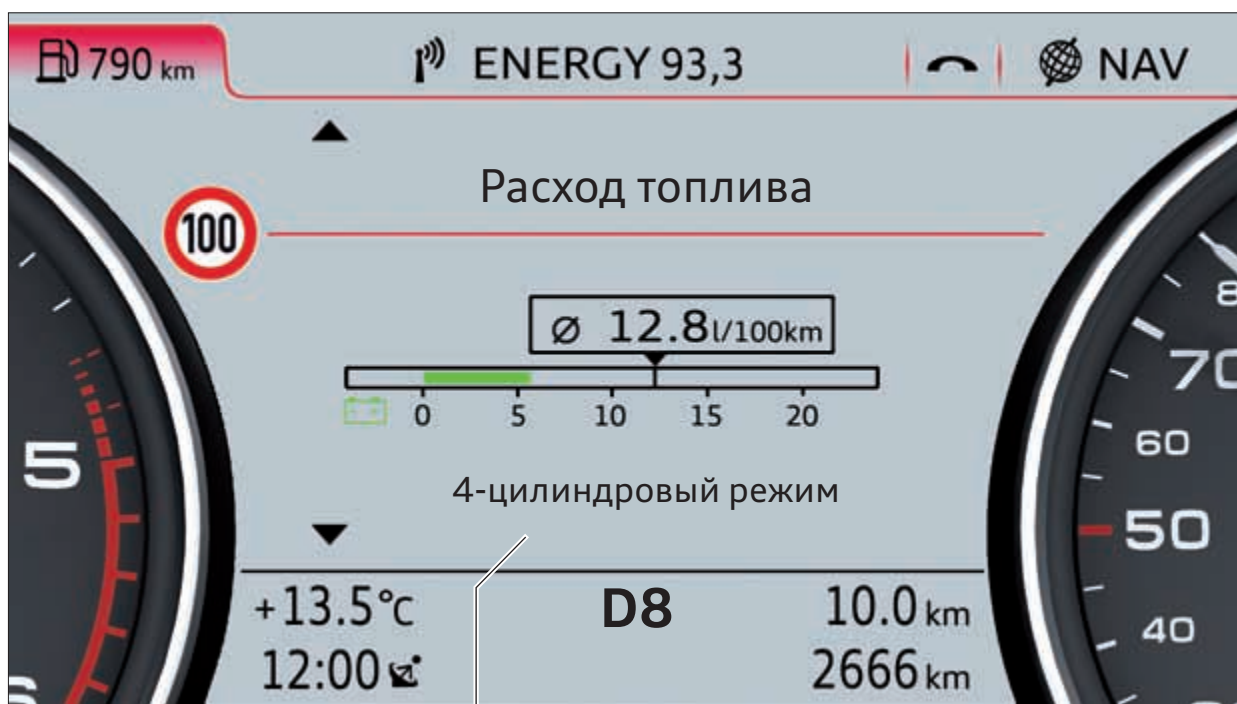 790 km
ENERGY 93,3
NAV
Расход топлива
100
ø 12.8 l/100km
0 5 10 15 20
4-цилиндровый режим
+13.5°C D8 10.0 km
12:00 2666 km
5
70
60
50
40